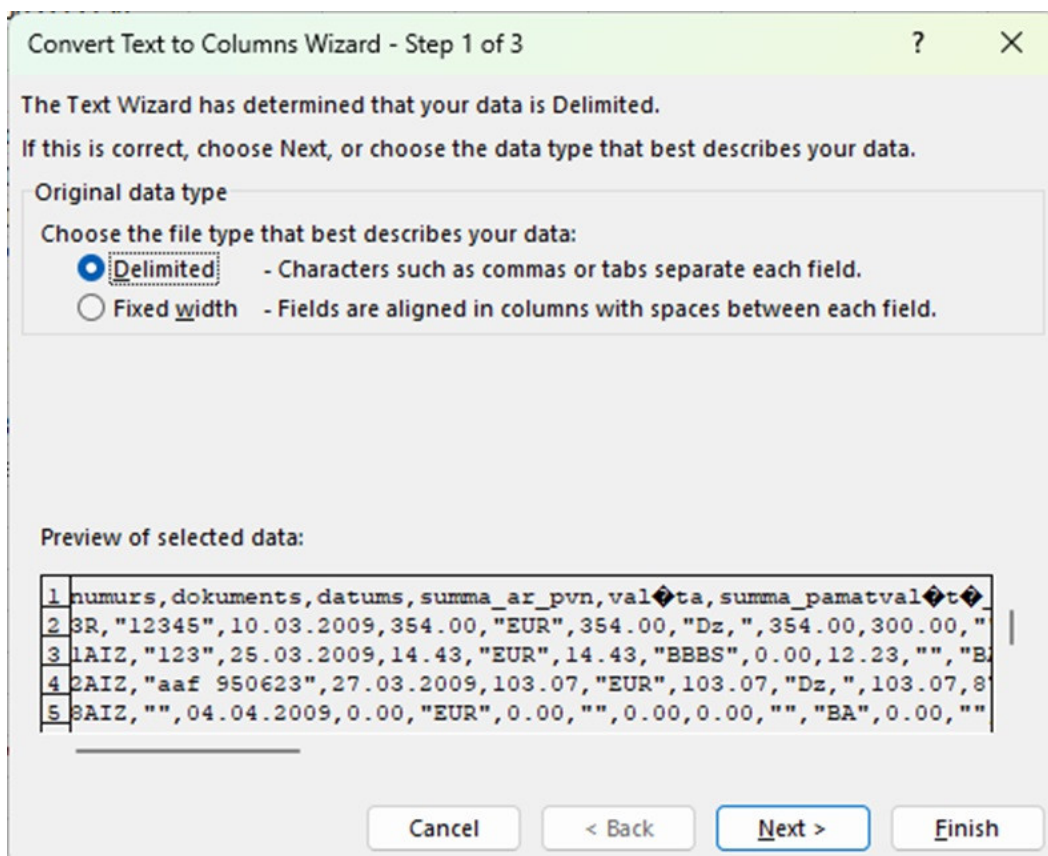 Convert Text to Columns Wizard - Step 1 of 3 ?
The Text Wizard has determined that your data is Delimited.
If this is correct, choose Next, or choose the data type that best describes your data.
Original data type
Choose the file type that best describes your data:
Delimited - Characters such as commas or tabs separate each field.
Fixed width - Fields are aligned in columns with spaces between each field.
Preview of selected data:
1 numurs,dokuments,datums,summa_ar_pvn,val�ta,summa_pamatval�t�_
2 3R,"12345",10.03.2009,354.00,"EUR",354.00,"Dz,",354.00,300.00,"
3 1AIZ,"123",25.03.2009,14.43,"EUR",14.43,"BBBS",0.00,12.23,"","BA
4 2AIZ,"aaf 950623",27.03.2009,103.07,"EUR",103.07,"Dz,",103.07,8
5 8AIZ,"",04.04.2009,0.00,"EUR",0.00,"",0.00,0.00,"","BA",0.00,""
Cancel < Back Next > Finish